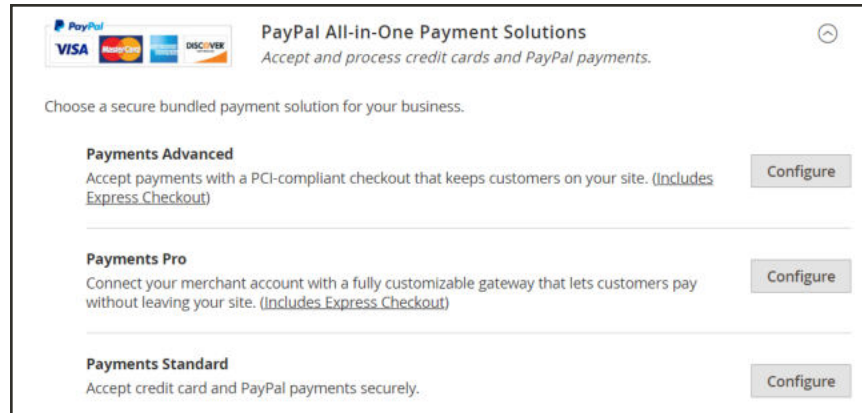 PayPal
VISA MasterCard DISCOVER
PayPal All-in-One Payment Solutions
Accept and process credit cards and PayPal payments.
Choose a secure bundled payment solution for your business.
Payments Advanced
Accept payments with a PCI-compliant checkout that keeps customers on your site. (Includes
Express Checkout)
Configure
Payments Pro
Connect your merchant account with a fully customizable gateway that lets customers pay
without leaving your site. (Includes Express Checkout)
Configure
Payments Standard
Accept credit card and PayPal payments securely.
Configure